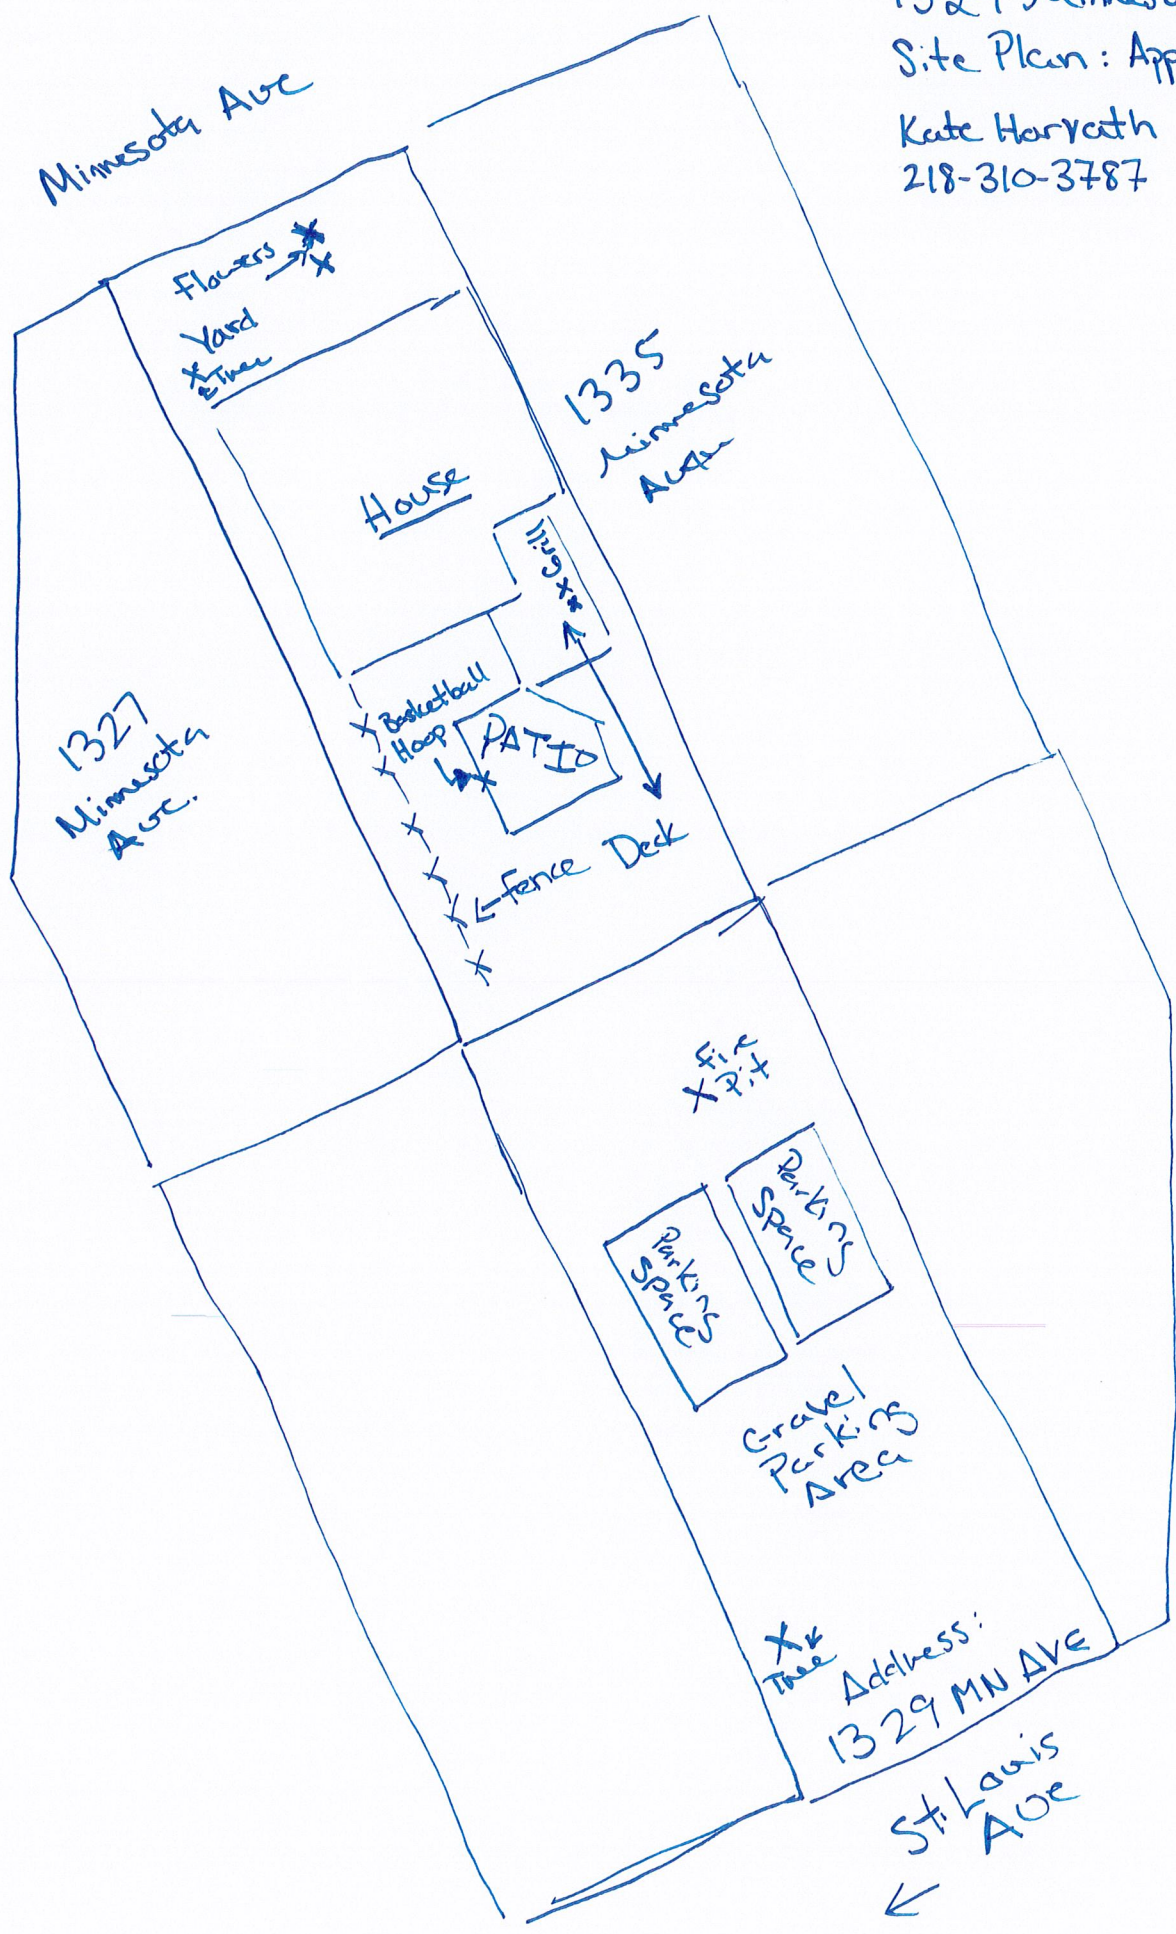 Site Plan: App
Kate Horvath
218-310-3787
Minnesota Ave
Flowers
Yard
Tree
House
Grill
1335
Minnesota
Ave
1327
Minnesota
Ave.
Basketball
Hoop
PATIO
Deck
Fence
Fire
Pit
Parking
Space
Parking
Space
Gravel
Parking
Area
Tree
Address:
1329 MN AVE
St. Louis
Ave